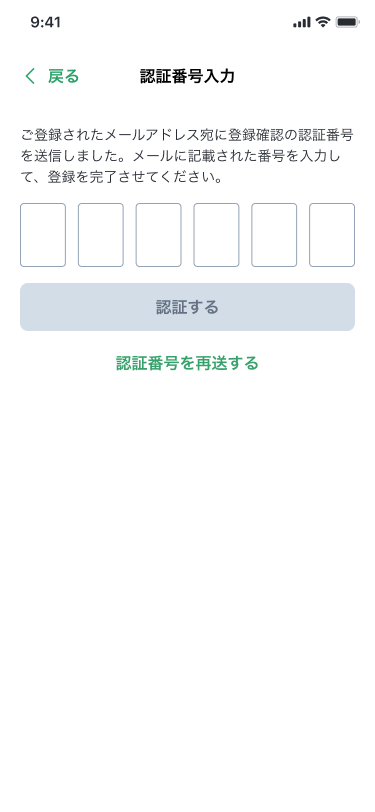 9:41
戻る
認証番号入力
ご登録されたメールアドレス宛に登録確認の認証番号
を送信しました。メールに記載された番号を入力し
て、登録を完了させてください。
認証する
認証番号を再送する